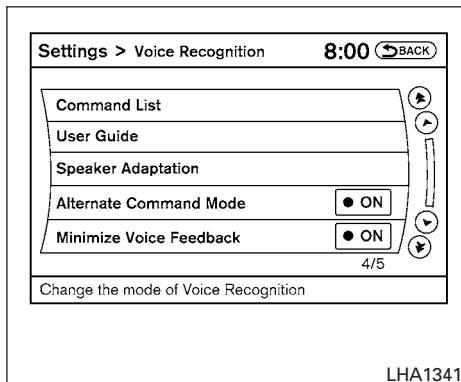 Settings > Voice Recognition 8:00 BACK
Command List
User Guide
Speaker Adaptation
Alternate Command Mode ON
Minimize Voice Feedback ON
4/5
Change the mode of Voice Recognition
LHA1341